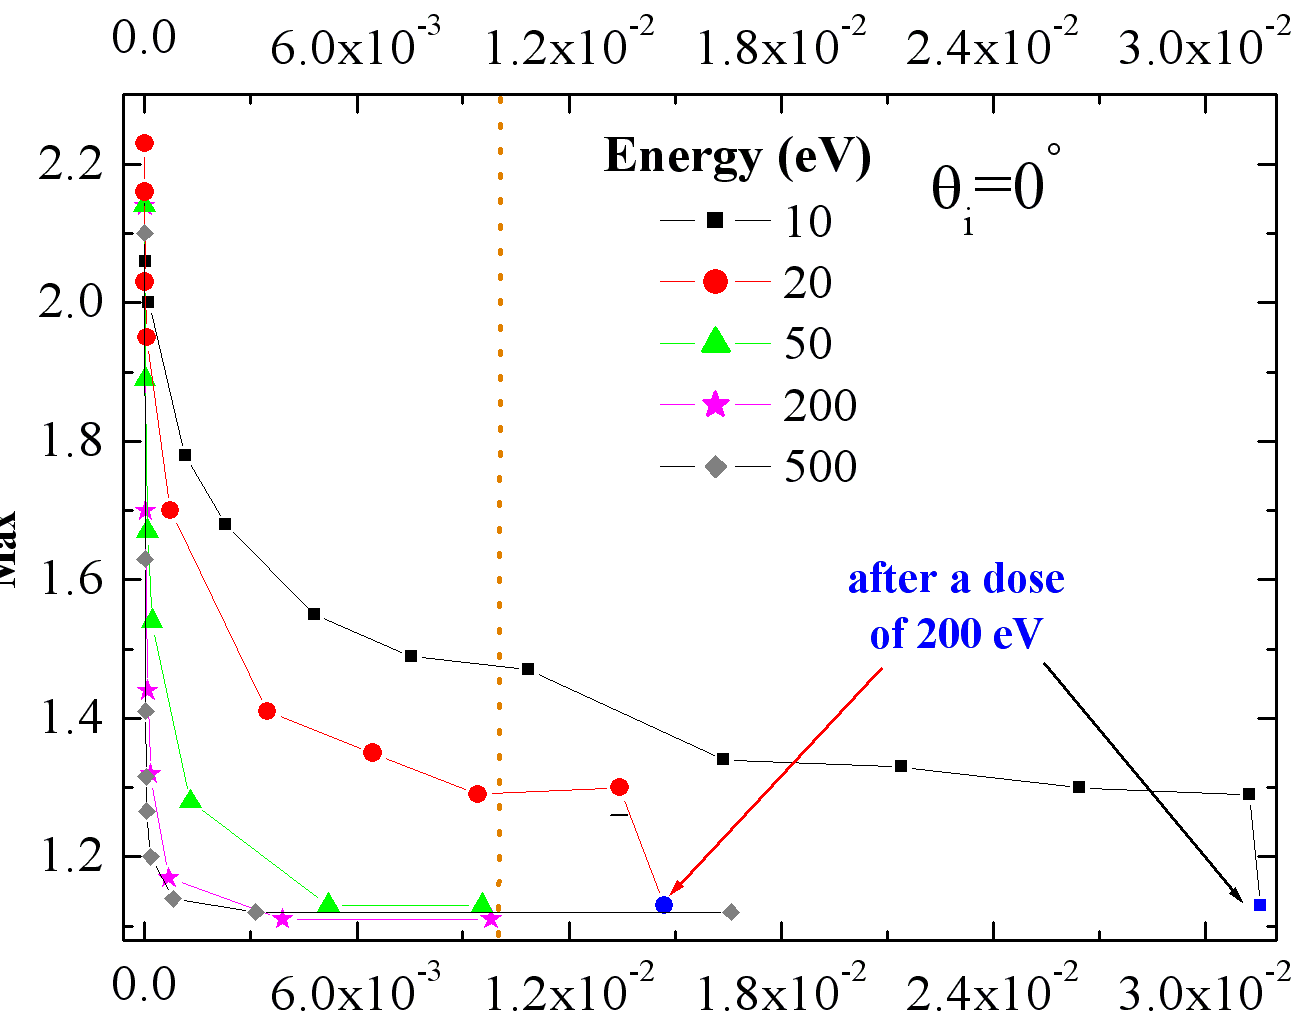 0.0 6.0x10⁻³ 1.2x10⁻² 1.8x10⁻² 2.4x10⁻² 3.0x10⁻²
Energy (eV)
θᵢ=0°
2.2
10
20
2.0
50
200
1.8
500
Max
1.6
after a dose
of 200 eV
1.4
1.2
0.0 6.0x10⁻³ 1.2x10⁻² 1.8x10⁻² 2.4x10⁻² 3.0x10⁻²